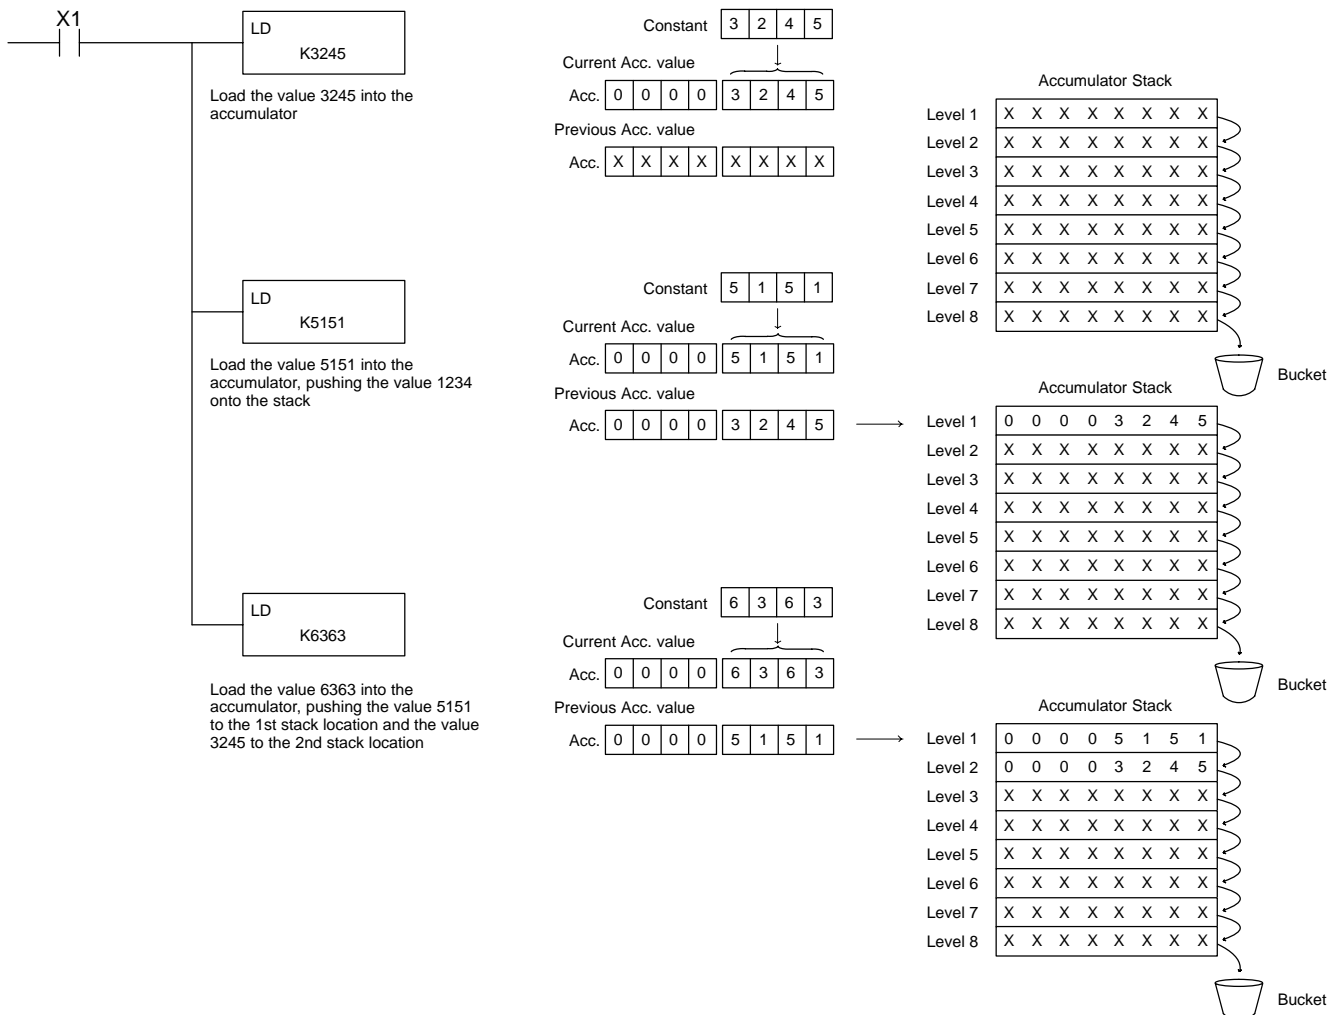 X1
LD
K3245
Load the value 3245 into the
accumulator
Constant 3 2 4 5
Current Acc. value
Acc. 0 0 0 0 3 2 4 5
Previous Acc. value
Acc. X X X X X X X X
Accumulator Stack
Level 1 X X X X X X X X
Level 2 X X X X X X X X
Level 3 X X X X X X X X
Level 4 X X X X X X X X
Level 5 X X X X X X X X
Level 6 X X X X X X X X
Level 7 X X X X X X X X
Level 8 X X X X X X X X
Bucket
LD
K5151
Load the value 5151 into the
accumulator, pushing the value 1234
onto the stack
Constant 5 1 5 1
Current Acc. value
Acc. 0 0 0 0 5 1 5 1
Previous Acc. value
Acc. 0 0 0 0 3 2 4 5
Accumulator Stack
Level 1 0 0 0 0 3 2 4 5
Level 2 X X X X X X X X
Level 3 X X X X X X X X
Level 4 X X X X X X X X
Level 5 X X X X X X X X
Level 6 X X X X X X X X
Level 7 X X X X X X X X
Level 8 X X X X X X X X
Bucket
LD
K6363
Load the value 6363 into the
accumulator, pushing the value 5151
to the 1st stack location and the value
3245 to the 2nd stack location
Constant 6 3 6 3
Current Acc. value
Acc. 0 0 0 0 6 3 6 3
Previous Acc. value
Acc. 0 0 0 0 5 1 5 1
Accumulator Stack
Level 1 0 0 0 0 5 1 5 1
Level 2 0 0 0 0 3 2 4 5
Level 3 X X X X X X X X
Level 4 X X X X X X X X
Level 5 X X X X X X X X
Level 6 X X X X X X X X
Level 7 X X X X X X X X
Level 8 X X X X X X X X
Bucket